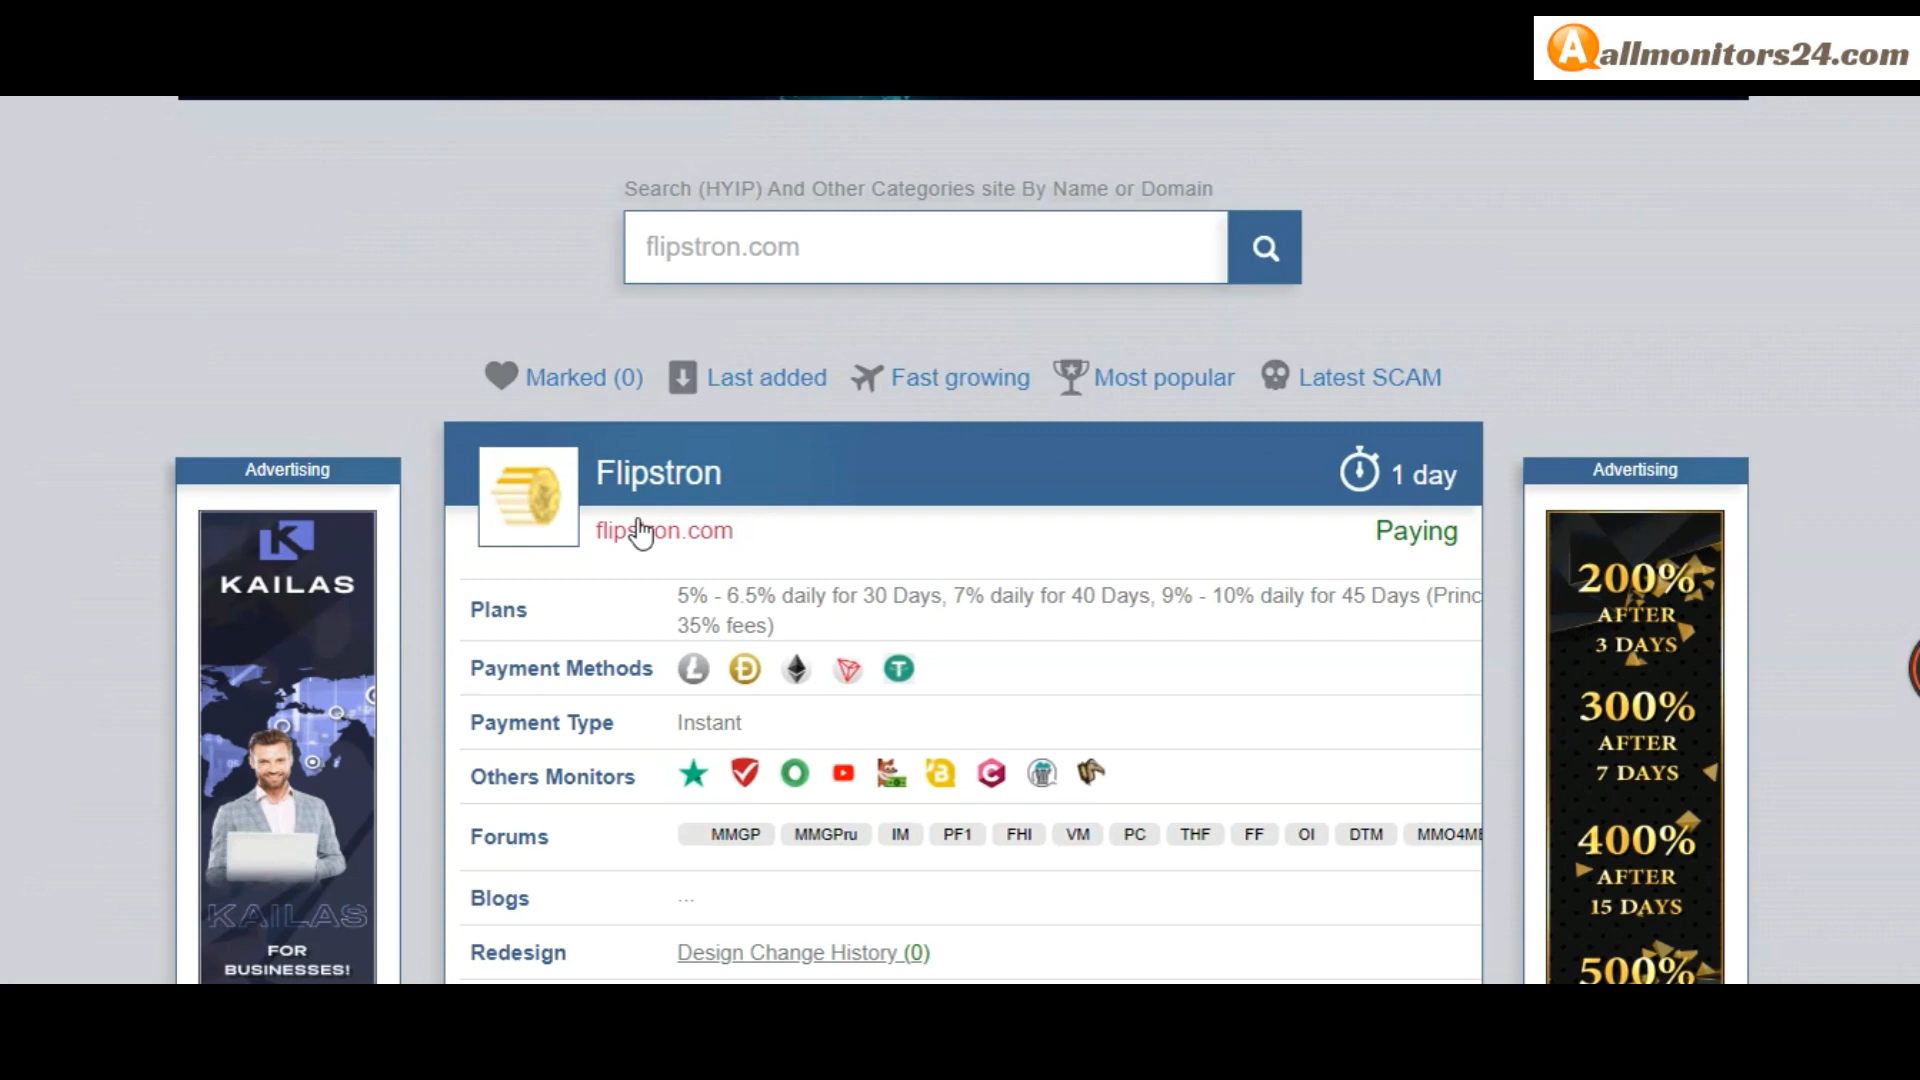 allmonitors24.com
Search (HYIP) And Other Categories site By Name or Domain
flipstron.com
Marked (0) Last added Fast growing Most popular Latest SCAM
Advertising
KAILAS
KAILAS
FOR
BUSINESSES!
Flipstron
1 day
flipstron.com
Paying
Plans
5% - 6.5% daily for 30 Days, 7% daily for 40 Days, 9% - 10% daily for 45 Days (Princ
35% fees)
Payment Methods
Payment Type
Instant
Others Monitors
Forums
MMGP MMGPru IM PF1 FHI VM PC THF FF OI DTM MMO4ME
Blogs
...
Redesign
Design Change History (0)
Advertising
200%
AFTER
3 DAYS
300%
AFTER
7 DAYS
400%
AFTER
15 DAYS
500%